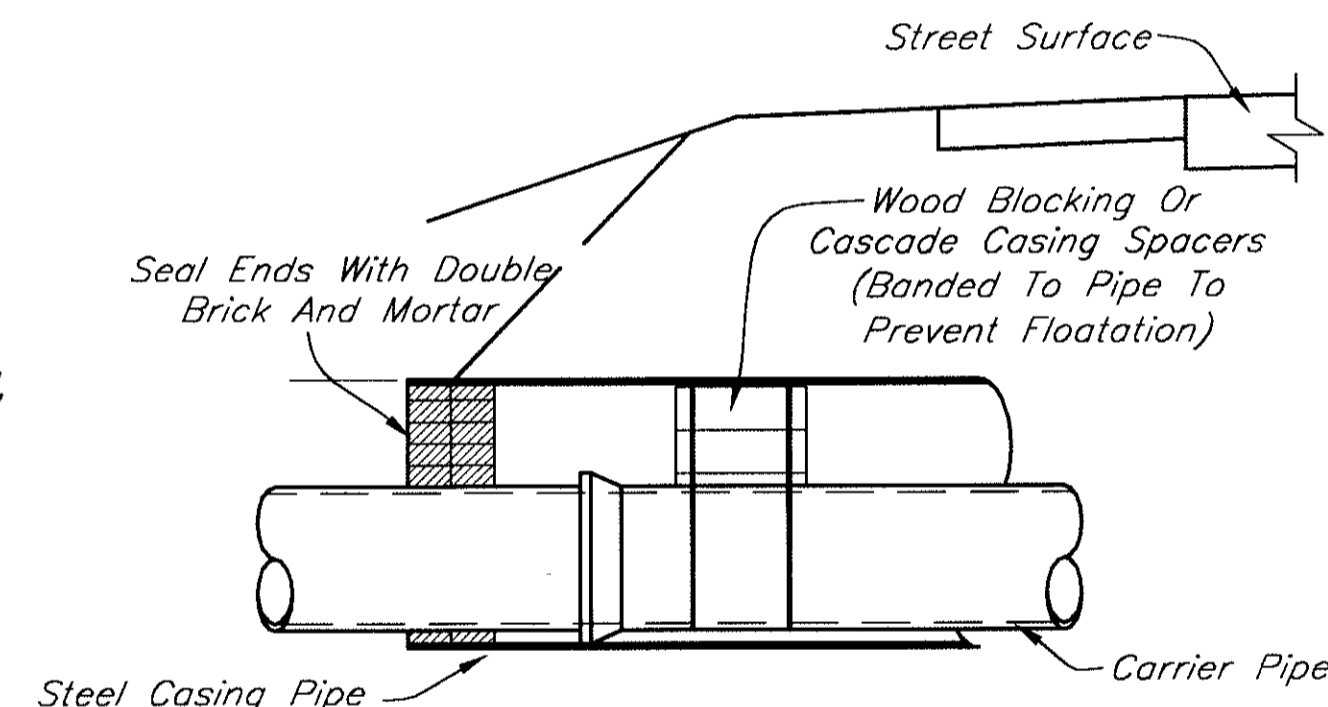 Street Surface
Wood Blocking Or
Cascade Casing Spacers
(Banded To Pipe To
Prevent Floatation)
Seal Ends With Double
Brick And Mortar
Carrier Pipe
Steel Casing Pipe